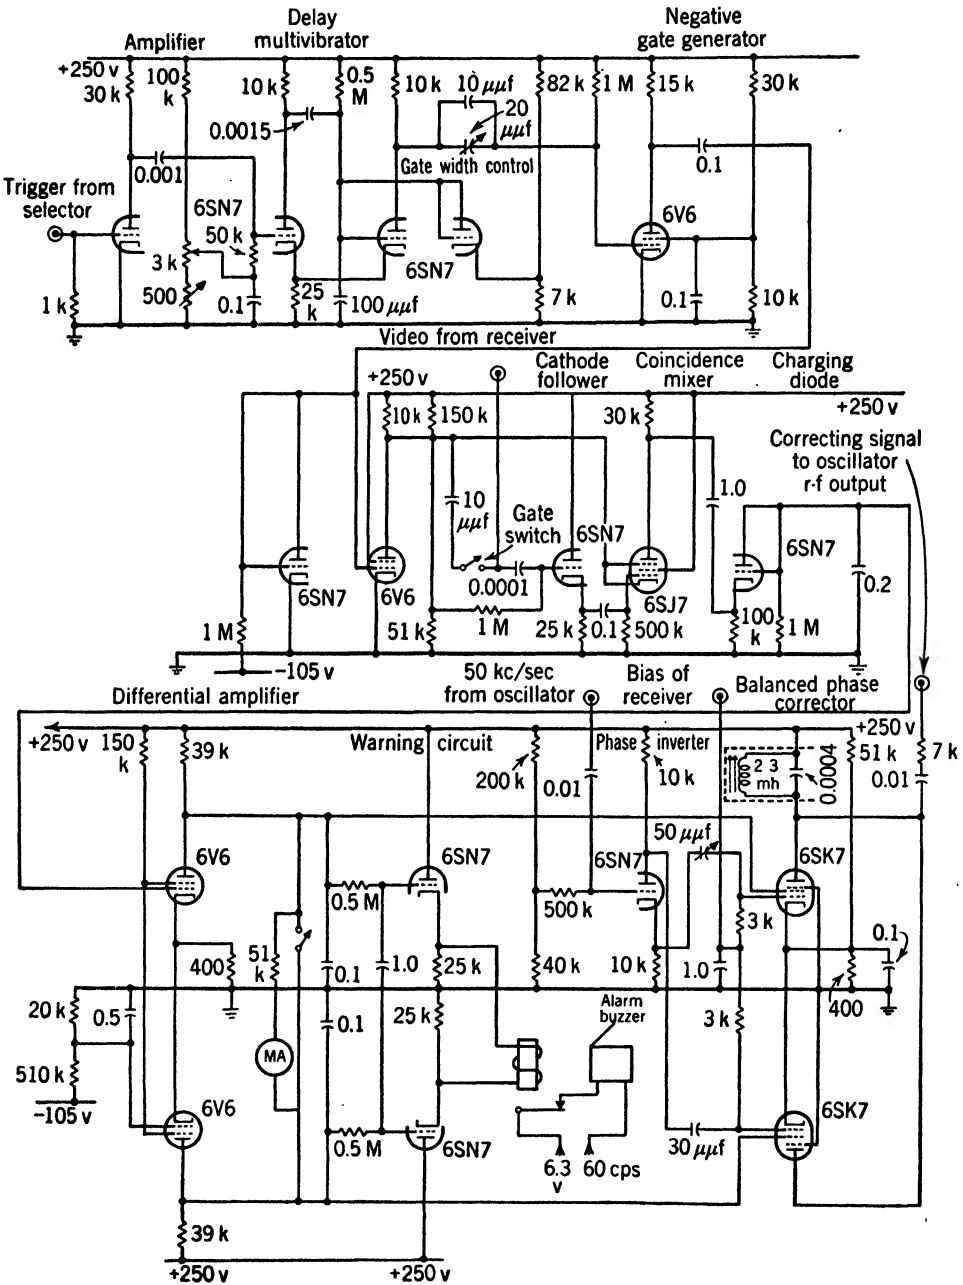 Delay
multivibrator
Negative
gate generator
Amplifier
+250 v
30 k
100
k
10 k
0.5
M
10 k
10 μμf
20
μμf
82 k
1 M
15 k
30 k
0.0015
Gate width control
0.001
0.1
Trigger from
selector
6SN7
50 k
3 k
500
0.1
1 k
25
k
100 μμf
6SN7
7 k
6V6
0.1
10 k
Video from receiver
Cathode
follower
Coincidence
mixer
Charging
diode
+250 v
10 k
150 k
30 k
+250 v
Correcting signal
to oscillator
r-f output
10
μμf
Gate
switch
1.0
6SN7
6SN7
6SN7
6V6
0.0001
6SJ7
0.2
1 M
51 k
1 M
25 k
0.1
500 k
100
k
1 M
-105 v
50 kc/sec
from oscillator
Bias of
receiver
Balanced phase
corrector
Differential amplifier
+250 v
150
k
39 k
Warning circuit
200 k
0.01
Phase inverter
10 k
2 3
mh
0.0004
+250 v
51 k
7 k
0.01
50 μμf
6V6
6SN7
6SN7
6SK7
0.5 M
500 k
3 k
0.1
400
51
k
0.1
1.0
25 k
40 k
10 k
1.0
400
20 k
0.5
0.1
25 k
Alarm
buzzer
3 k
MA
510 k
-105 v
6V6
0.5 M
6SN7
6SK7
30 μμf
6.3
v
60 cps
39 k
+250 v
+250 v